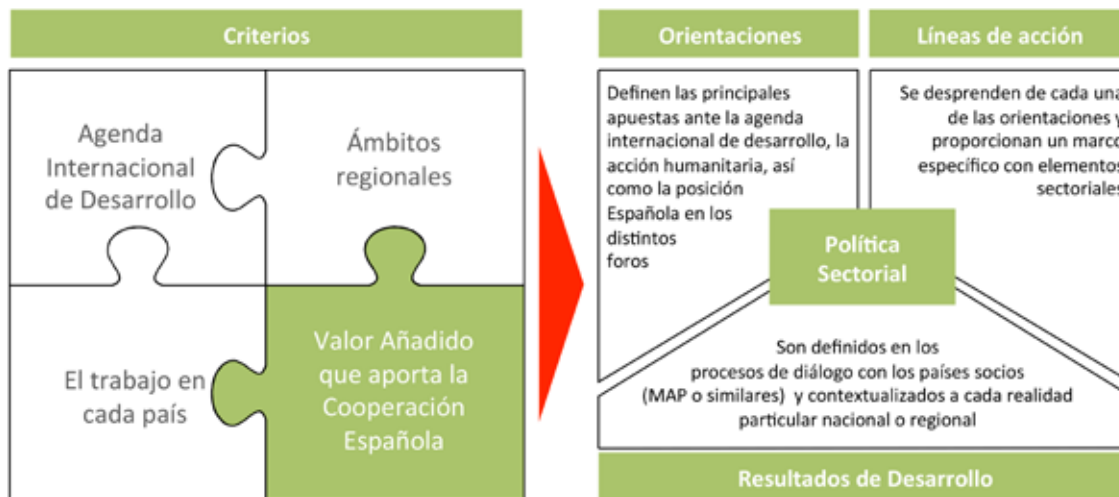 Criterios
Agenda
Internacional
de Desarrollo
Ámbitos
regionales
El trabajo en
cada país
Valor Añadido
que aporta la
Cooperación
Española
Orientaciones
Definen las principales
apuestas ante la agenda
internacional de desarrollo, la
acción humanitaria, así
como la posición
Española en los
distintos
foros
Líneas de acción
Se desprenden de cada una
de las orientaciones y
proporcionan un marco
específico con elementos
sectoriales
Política
Sectorial
Son definidos en los
procesos de diálogo con los países socios
(MAP o similares) y contextualizados a cada realidad
particular nacional o regional
Resultados de Desarrollo